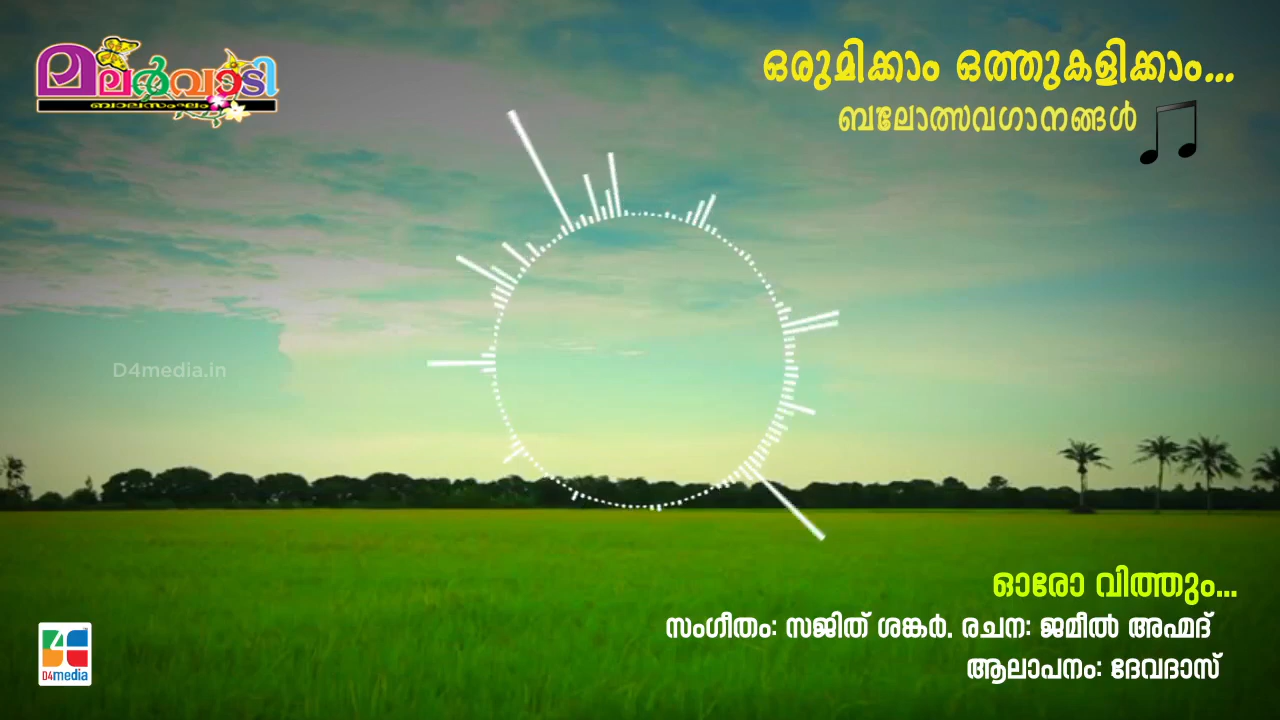 മലർവാടി
ബാലസംഘം
ഒരുമിക്കാം ഒത്തുകളിക്കാം...
ബലോത്സവഗാനങ്ങൾ
D4media.in
ഓരോ വിത്തും...
സംഗീതം: സജിത് ശങ്കർ. രചന: ജമീൽ അഹ്മദ്
ആലാപനം: ദേവദാസ്
D4media